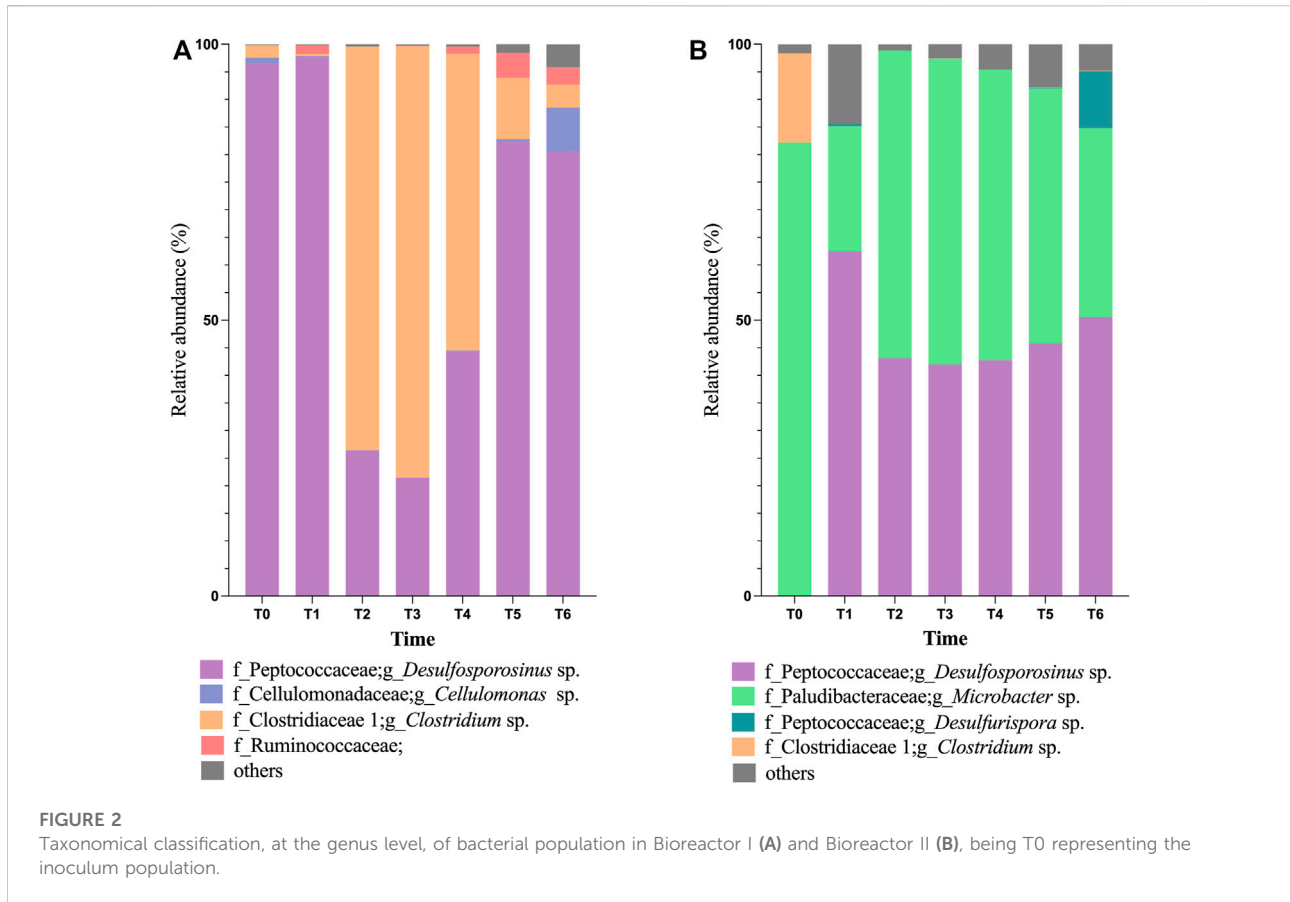 A
100
50
0
Relative abundance (%)
T0 T1 T2 T3 T4 T5 T6
Time
f_Peptococcaceae;g_Desulfosporosinus sp.
f_Cellulomonadaceae;g_Cellulomonas sp.
f_Clostridiaceae 1;g_Clostridium sp.
f_Ruminococcaceae;
others
B
100
50
0
Relative abundance (%)
T0 T1 T2 T3 T4 T5 T6
Time
f_Peptococcaceae;g_Desulfosporosinus sp.
f_Paludibacteraceae;g_Microbacter sp.
f_Peptococcaceae;g_Desulfurispora sp.
f_Clostridiaceae 1;g_Clostridium sp.
others
FIGURE 2
Taxonomical classification, at the genus level, of bacterial population in Bioreactor I (A) and Bioreactor II (B), being T0 representing the
inoculum population.